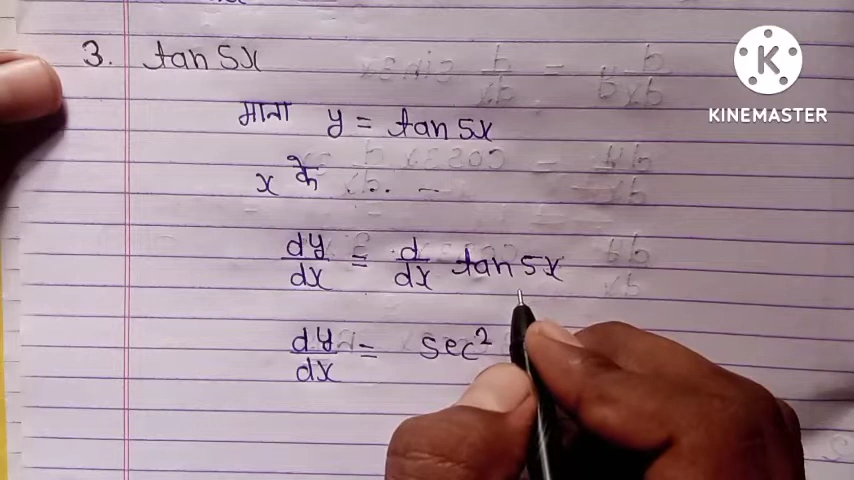 3. tan 5x
माना y = tan 5x
x के ... --
dy/dx = d/dx tan 5x
dy/dx = sec²
KINEMASTER